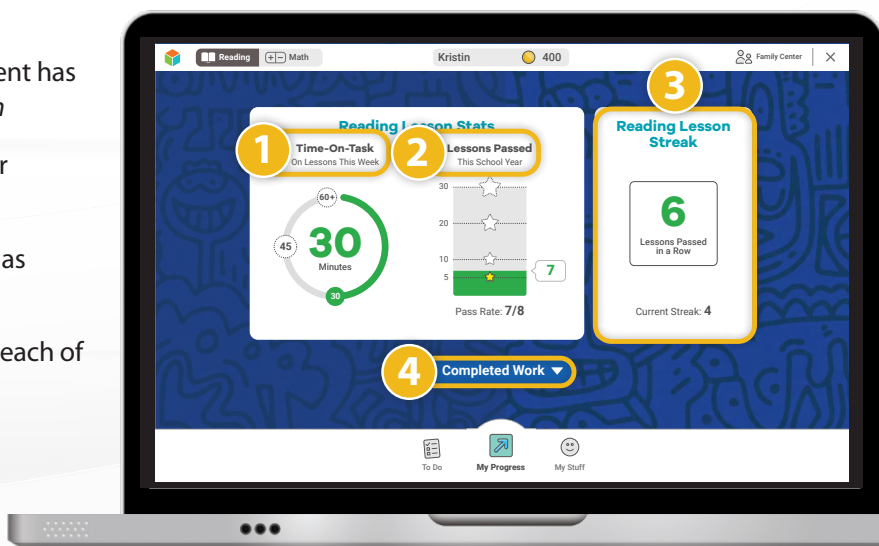 ent has
n
r
as
each of
Reading
Math
Kristin
400
Family Center
3
Reading Lesson Stats
1
Time-On-Task
On Lessons This Week
60+
45
30
Minutes
30
2
Lessons Passed
This School Year
30
20
10
5
7
Pass Rate: 7/8
Reading Lesson
Streak
6
Lessons Passed
in a Row
Current Streak: 4
4
Completed Work
To Do
My Progress
My Stuff